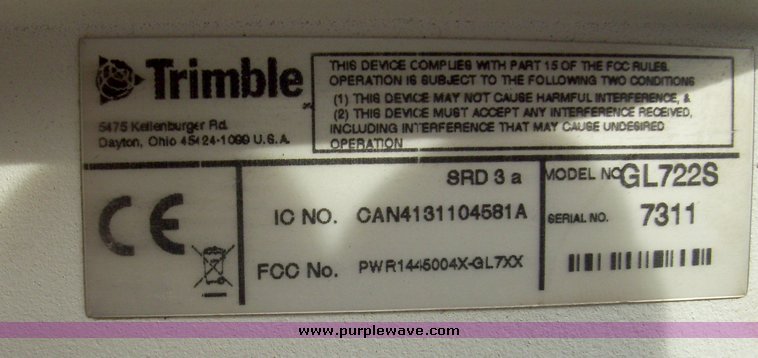 Trimble
5475 Kellenburger Rd.
Dayton, Ohio 45424-1099 U.S.A.
THIS DEVICE COMPLIES WITH PART 15 OF THE FCC RULES.
OPERATION IS SUBJECT TO THE FOLLOWING TWO CONDITIONS
(1) THIS DEVICE MAY NOT CAUSE HARMFUL INTERFERENCE, &
(2) THIS DEVICE MUST ACCEPT ANY INTERFERENCE RECEIVED,
INCLUDING INTERFERENCE THAT MAY CAUSE UNDESIRED
OPERATION
CE
SRD 3 a
IC NO. CAN4131104581A
FCC No. PWR1445004X-GL7XX
MODEL NO GL722S
SERIAL NO. 7311
www.purplewave.com